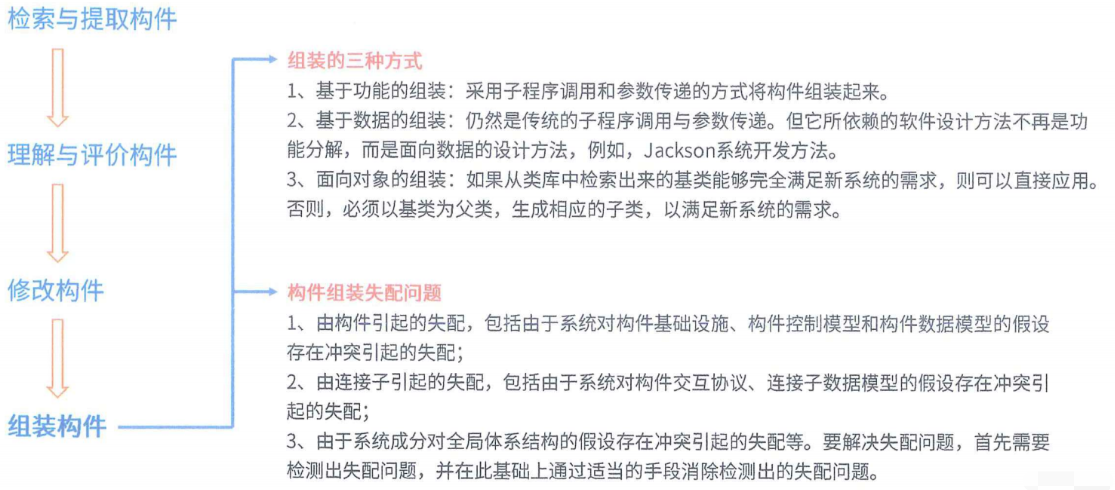 检索与提取构件
理解与评价构件
修改构件
组装构件
组装的三种方式
1、基于功能的组装：采用子程序调用和参数传递的方式将构件组装起来。
2、基于数据的组装：仍然是传统的子程序调用与参数传递。但它所依赖的软件设计方法不再是功
能分解，而是面向数据的设计方法，例如，Jackson系统开发方法。
3、面向对象的组装：如果从类库中检索出来的基类能够完全满足新系统的需求，则可以直接应用。
否则，必须以基类为父类，生成相应的子类，以满足新系统的需求。
构件组装失配问题
1、由构件引起的失配，包括由于系统对构件基础设施、构件控制模型和构件数据模型的假设
存在冲突引起的失配；
2、由连接子引起的失配，包括由于系统对构件交互协议、连接子数据模型的假设存在冲突引
起的失配；
3、由于系统成分对全局体系结构的假设存在冲突引起的失配等。要解决失配问题，首先需要
检测出失配问题，并在此基础上通过适当的手段消除检测出的失配问题。